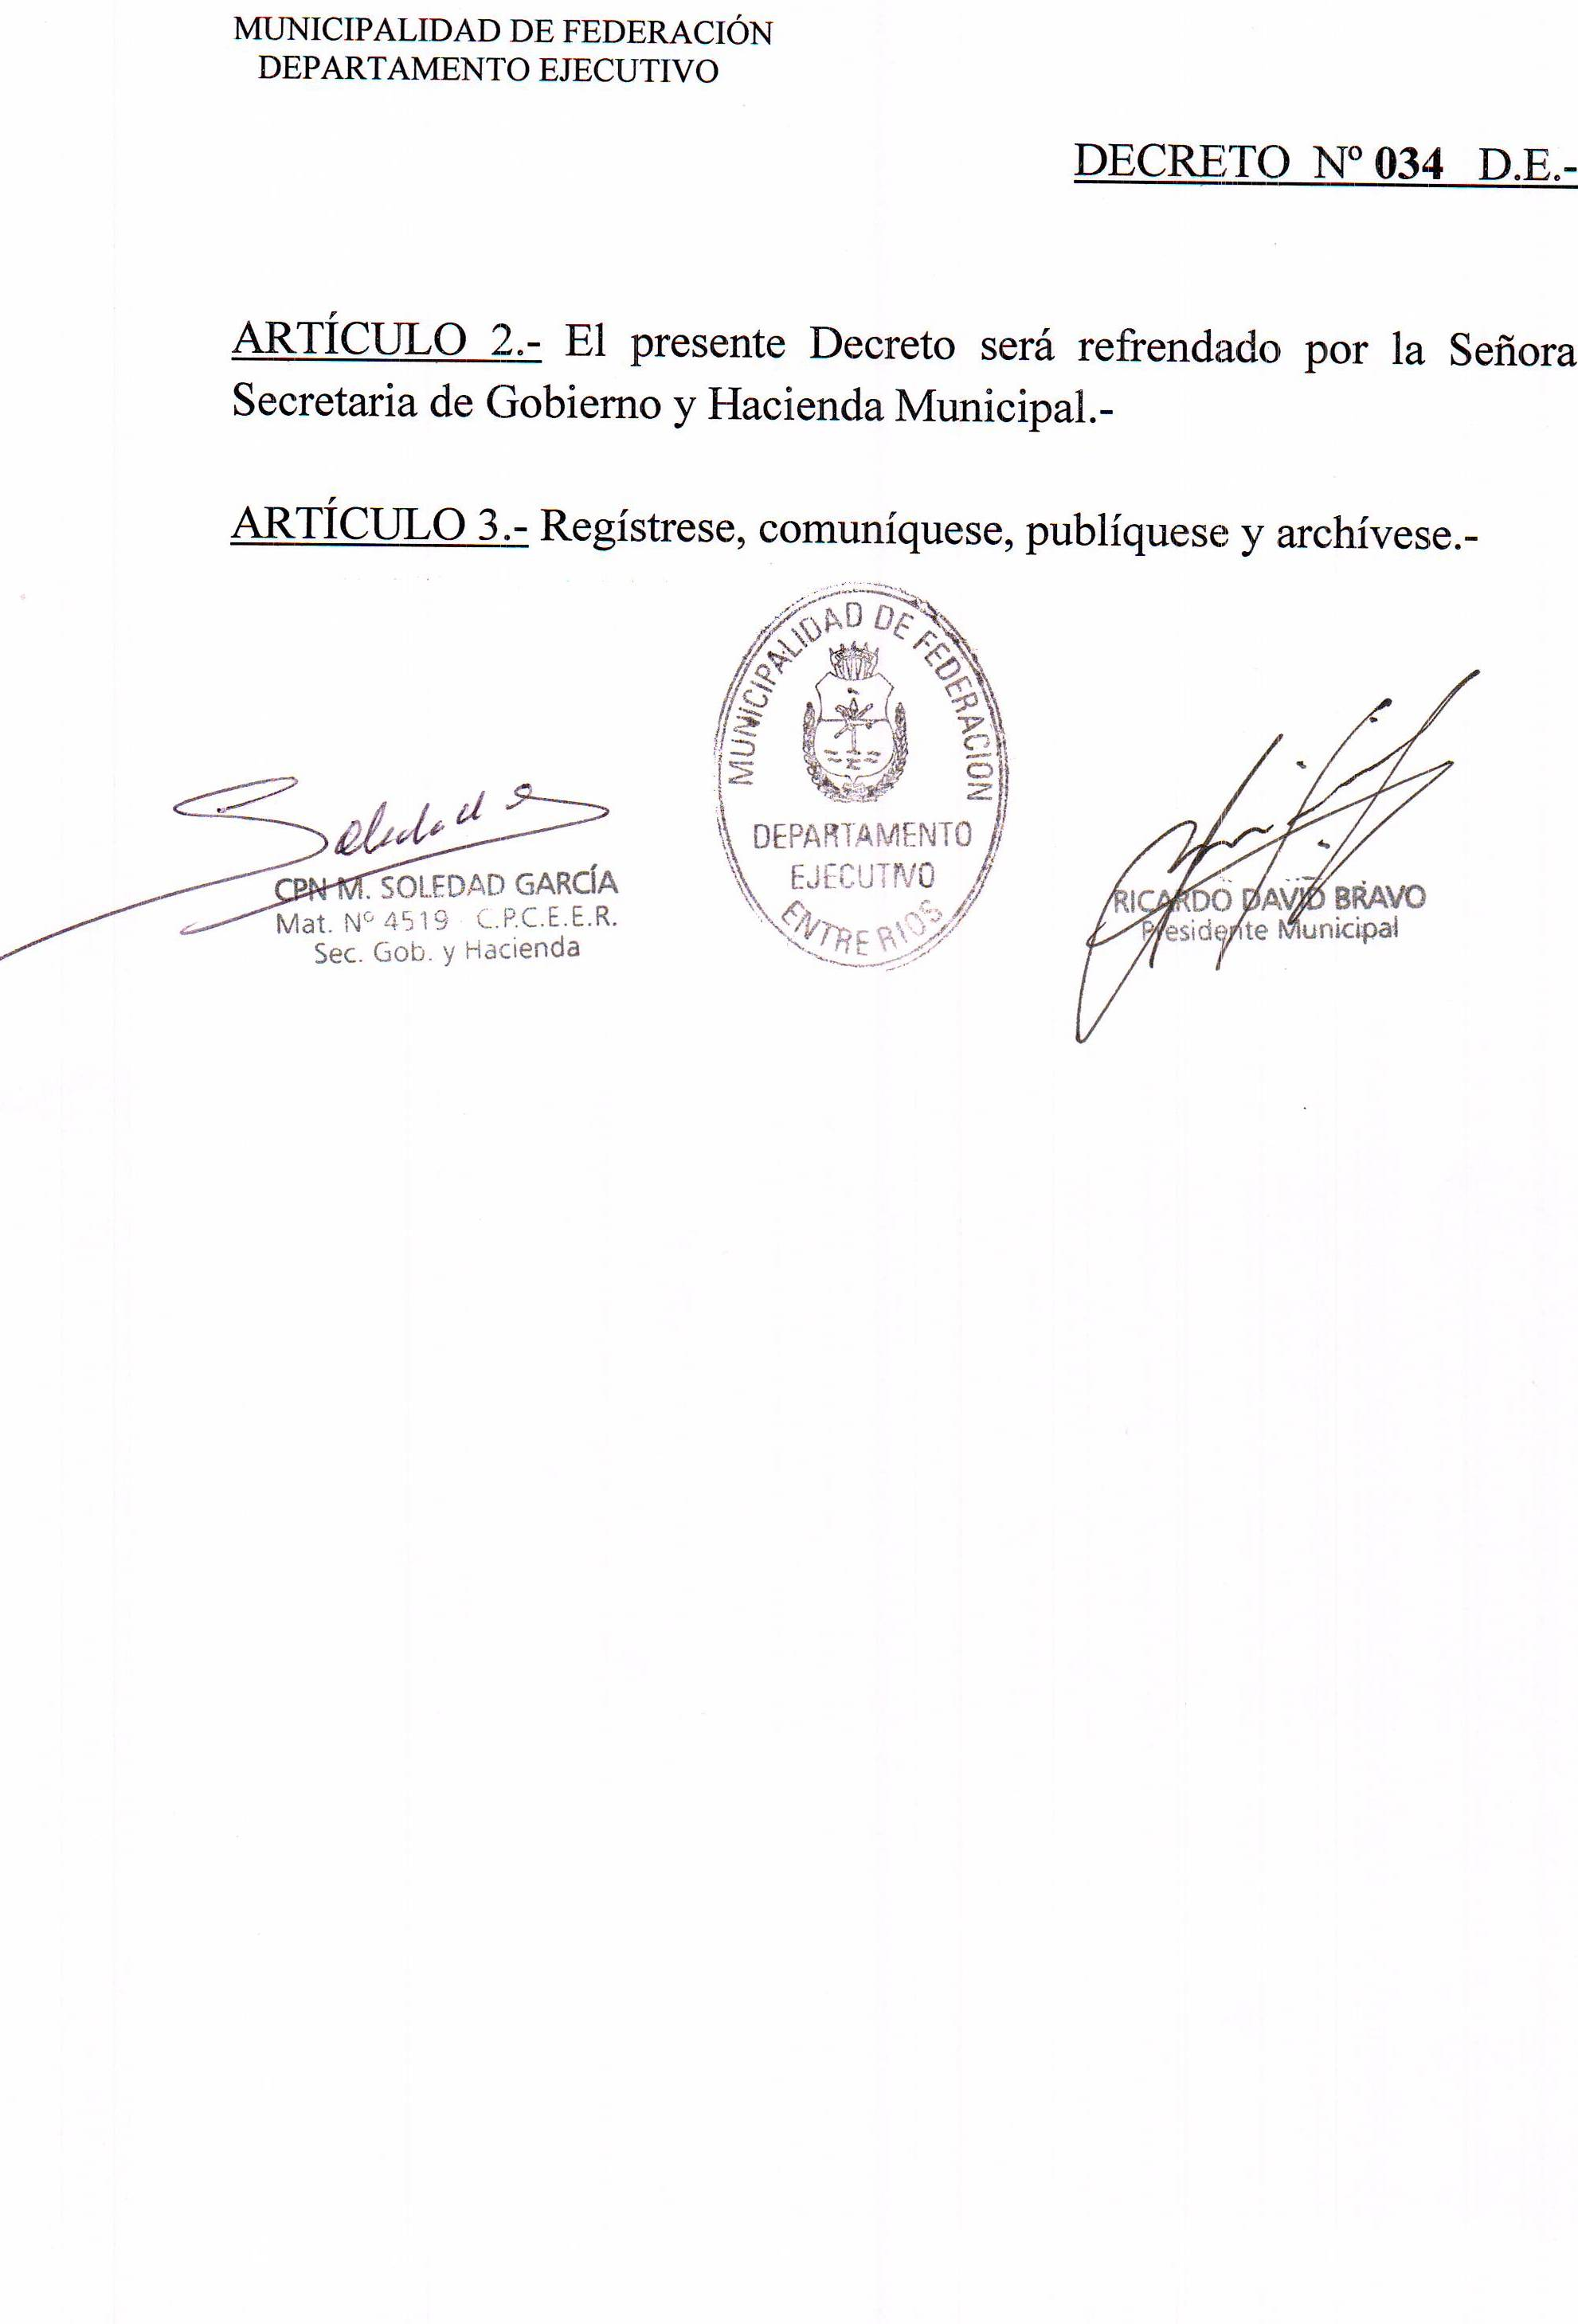 MUNICIPALIDAD DE FEDERACIÓN
DEPARTAMENTO EJECUTIVO
DECRETO Nº 034 D.E.-
ARTÍCULO 2.- El presente Decreto será refrendado por la Señora
Secretaria de Gobierno y Hacienda Municipal.-
ARTÍCULO 3.- Regístrese, comuníquese, publíquese y archívese.-
MUNICIPALIDAD DE FEDERACION
DEPARTAMENTO
EJECUTIVO
ENTRE RIOS
Soledad
CPN M. SOLEDAD GARCÍA
Mat. Nº 4519 C.P.C.E.E.R.
Sec. Gob. y Hacienda
RICARDO DAVID BRAVO
Presidente Municipal